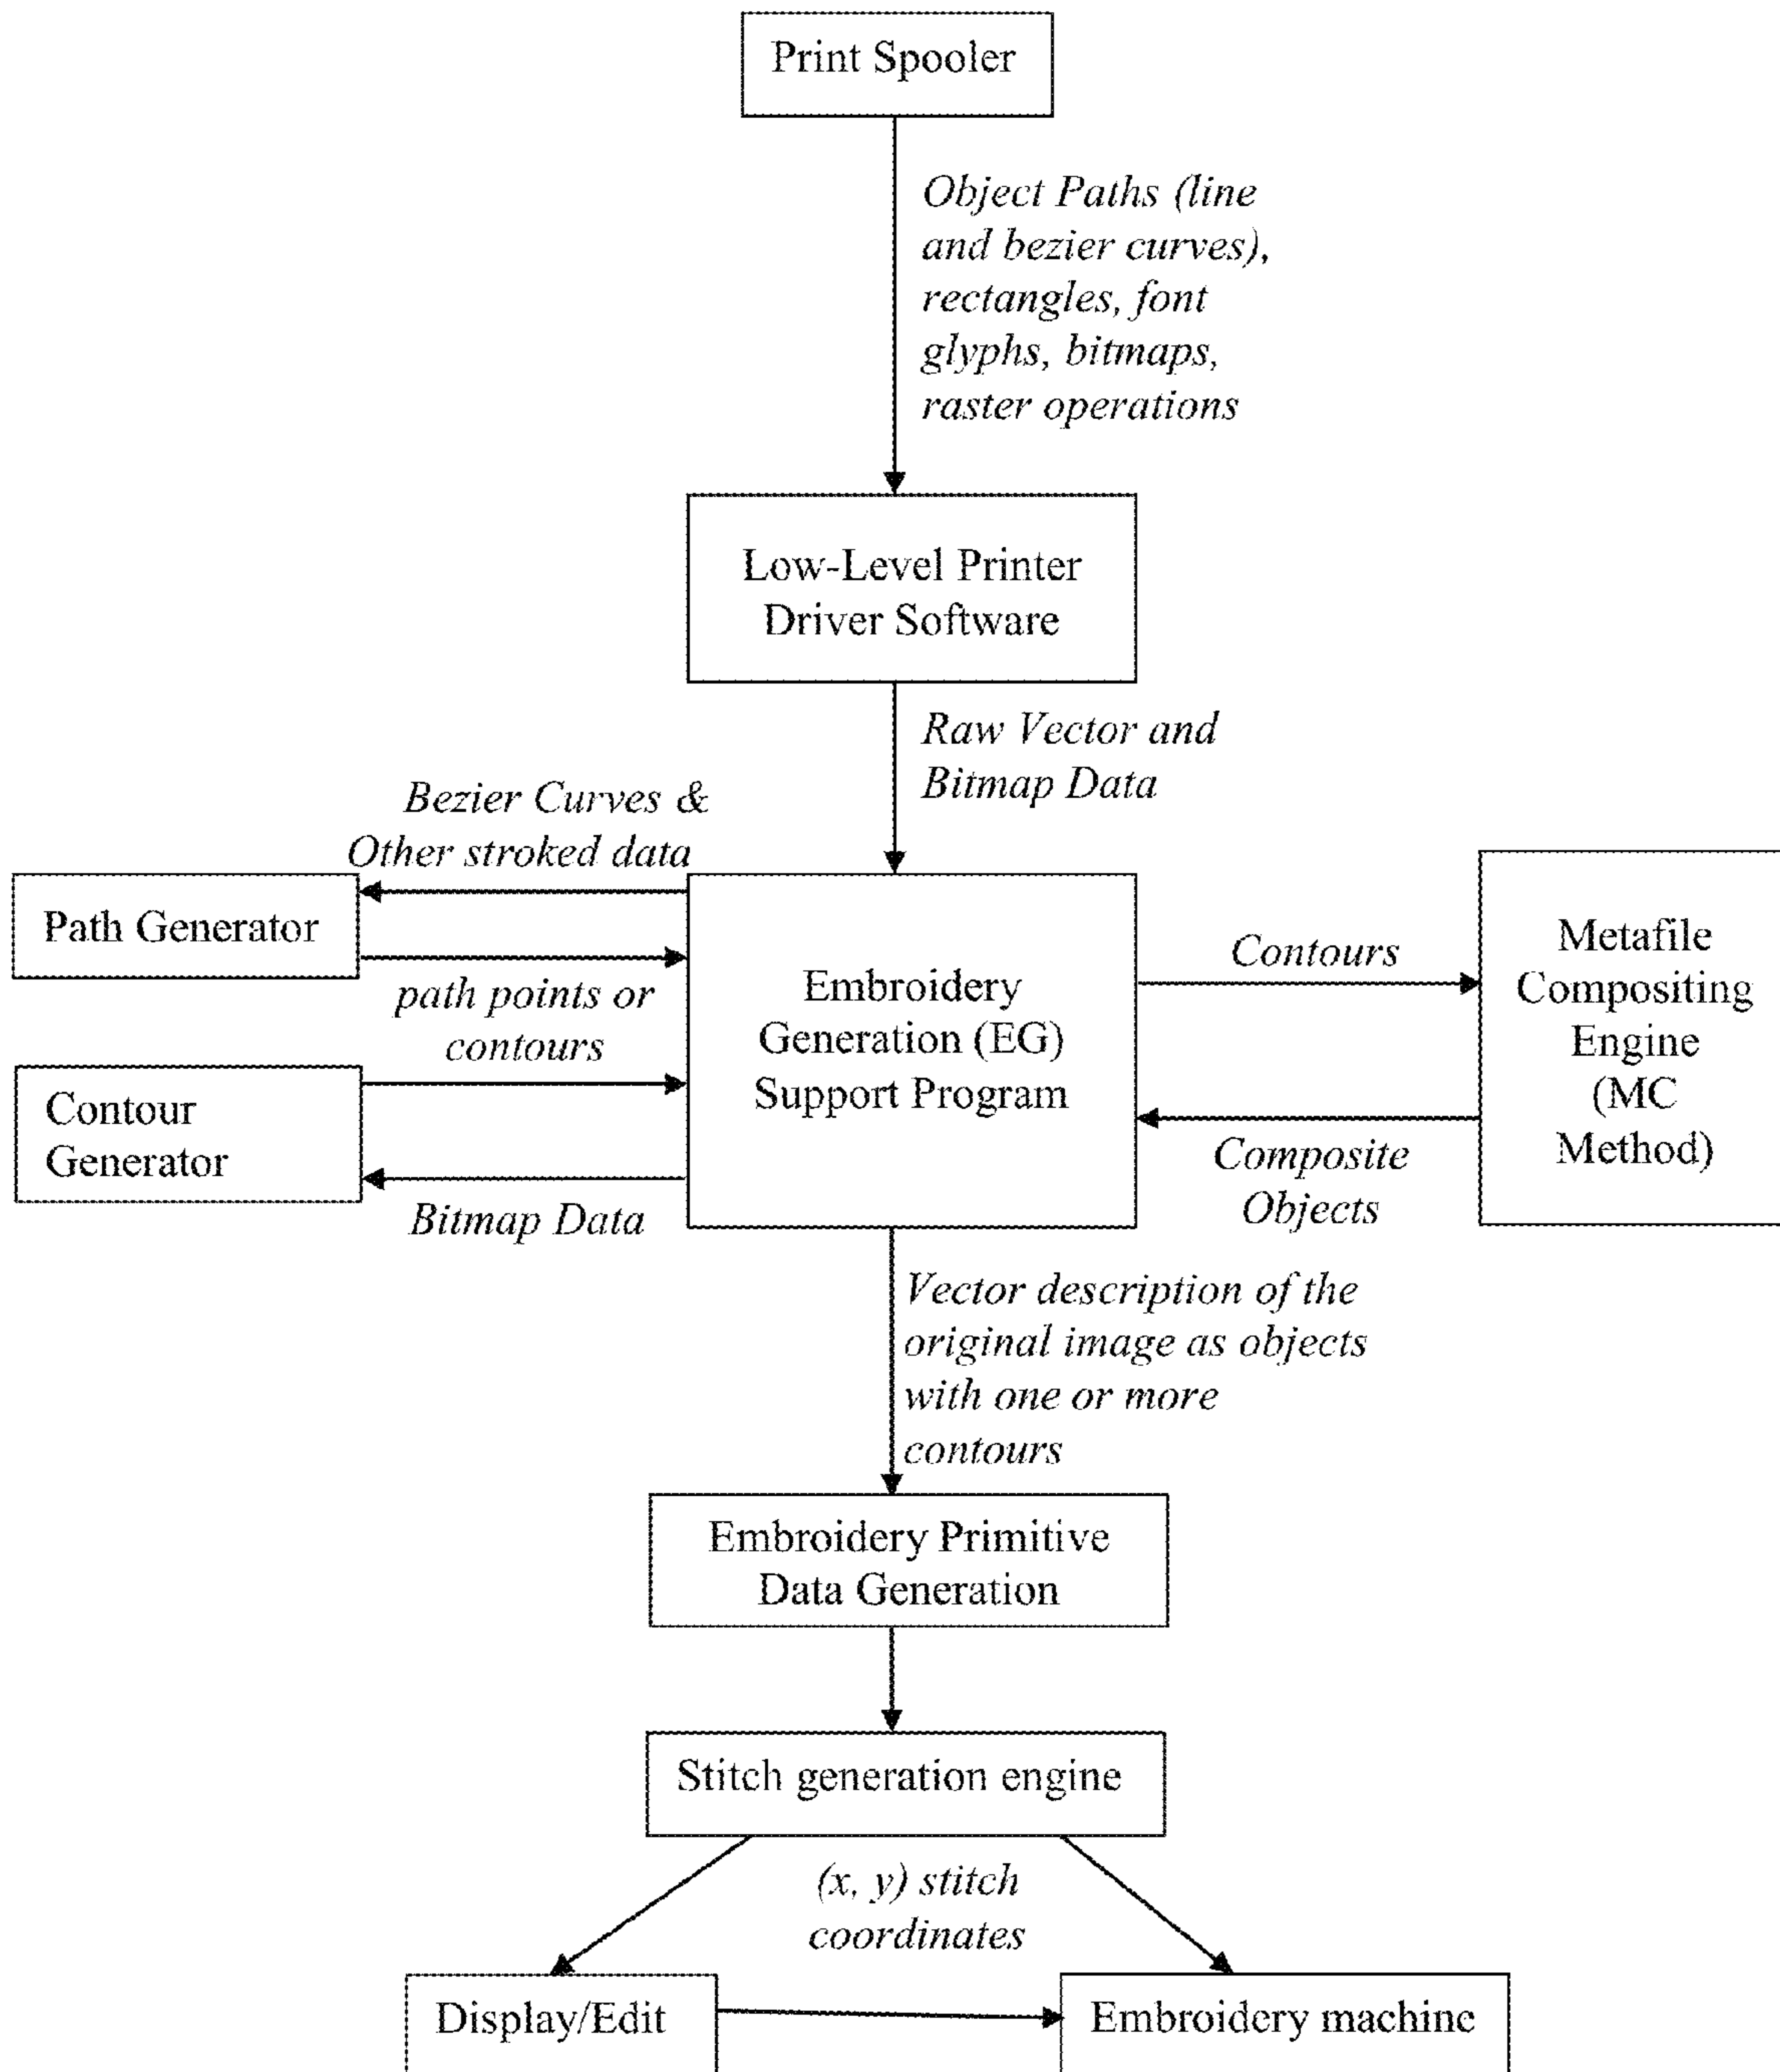 Print Spooler
Object Paths (line
and bezier curves),
rectangles, font
glyphs, bitmaps,
raster operations
Low-Level Printer
Driver Software
Raw Vector and
Bitmap Data
Bezier Curves &
Other stroked data
Path Generator
path points or
contours
Contour
Generator
Bitmap Data
Embroidery
Generation (EG)
Support Program
Contours
Composite
Objects
Metafile
Compositing
Engine
(MC
Method)
Vector description of the
original image as objects
with one or more
contours
Embroidery Primitive
Data Generation
Stitch generation engine
(x, y) stitch
coordinates
Display/Edit
Embroidery machine